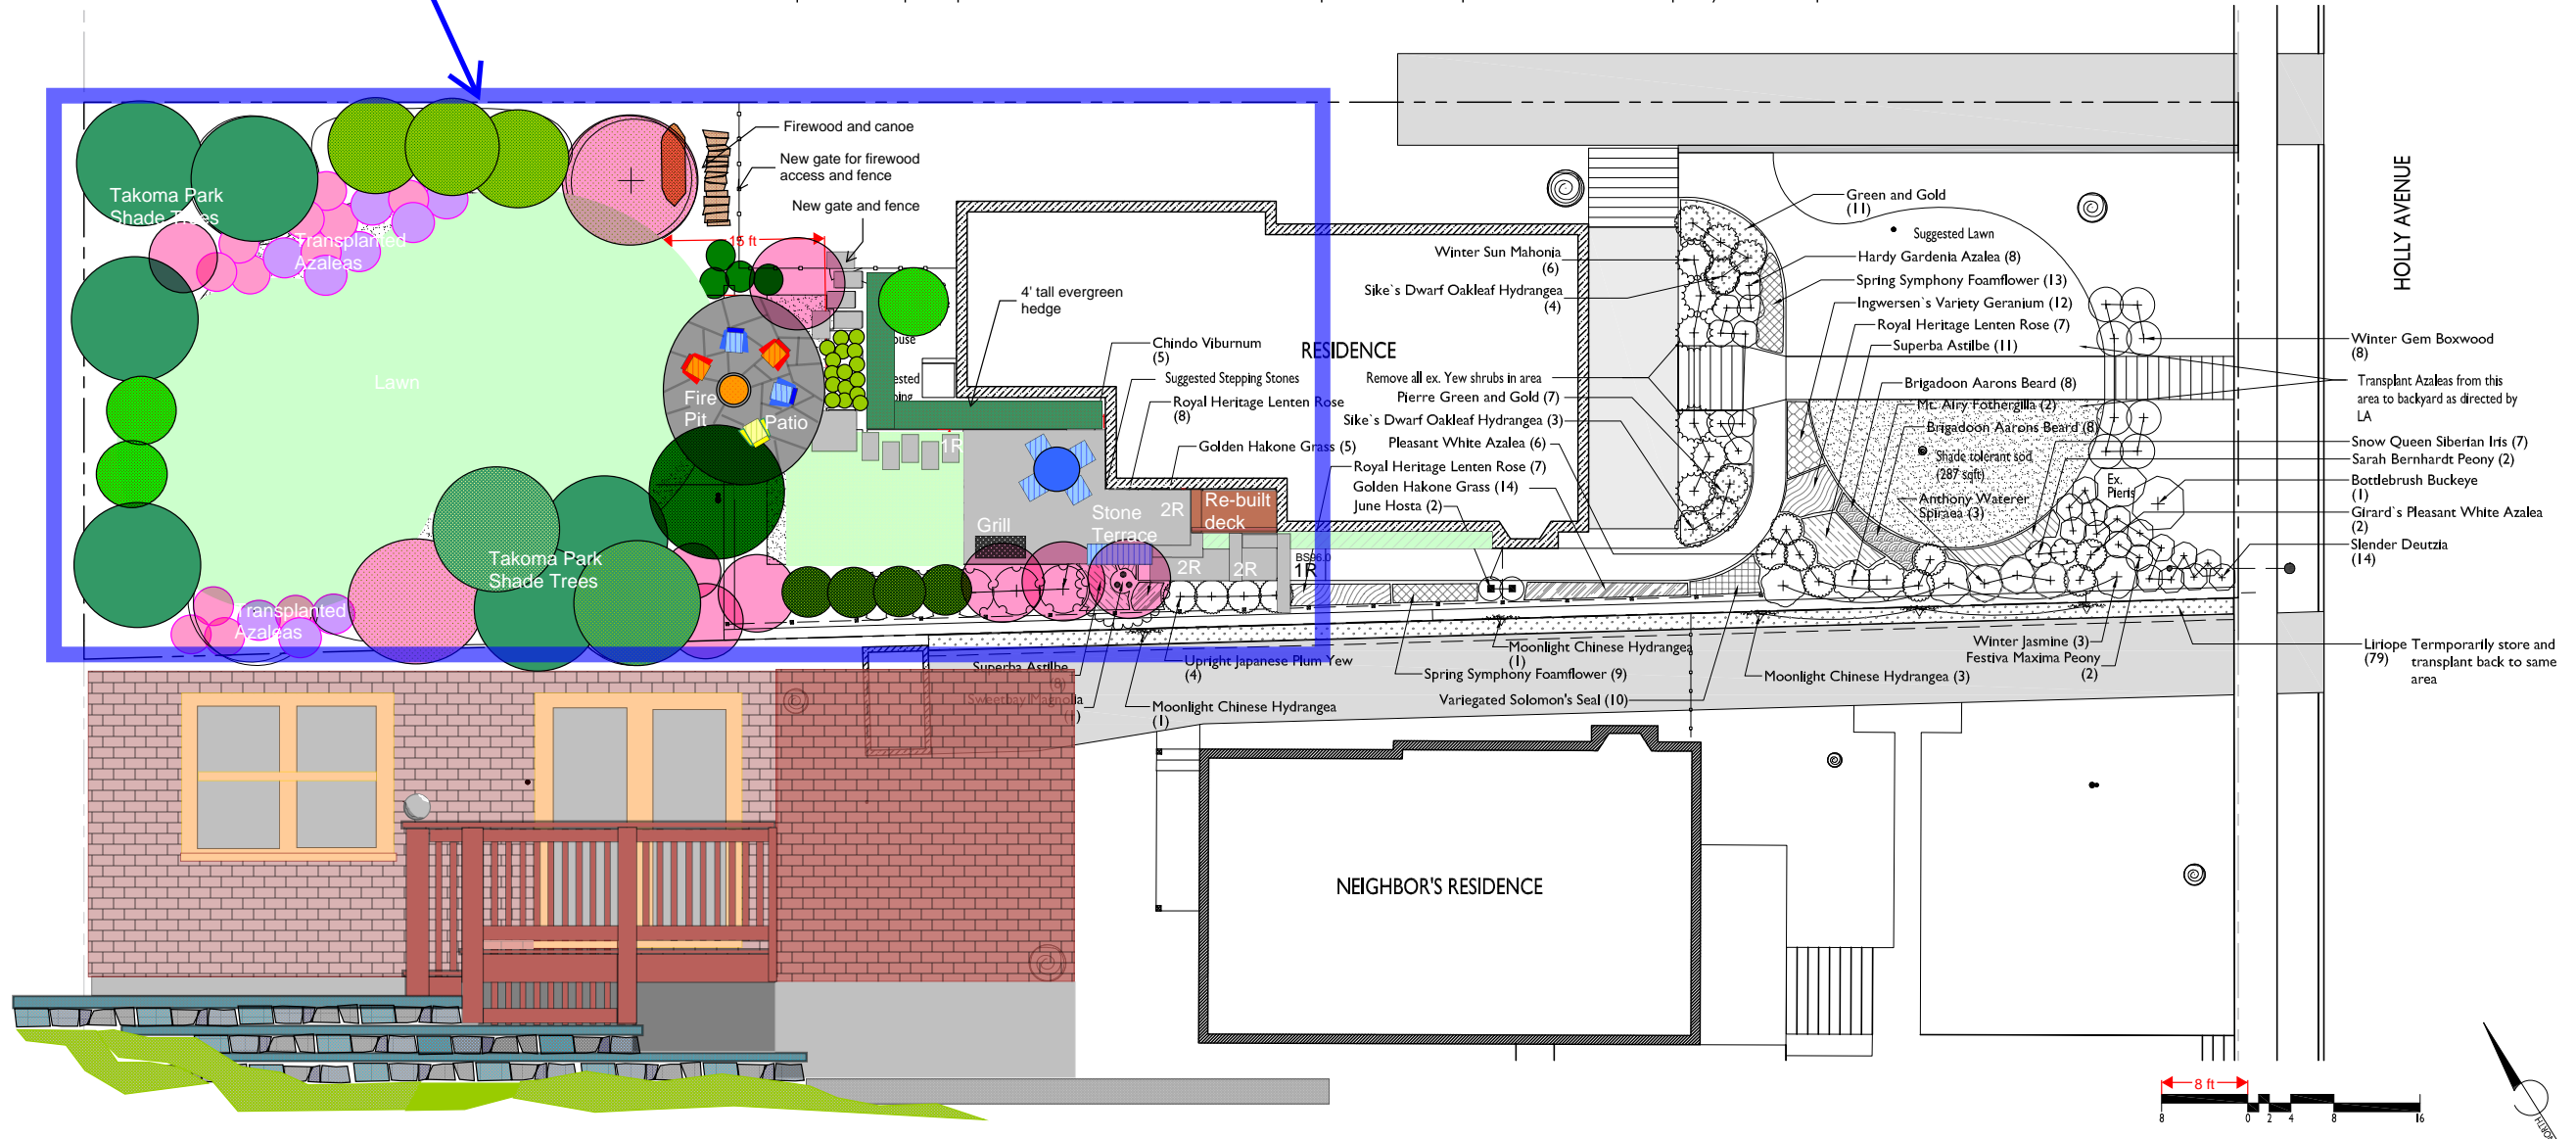 Firewood and canoe
New gate for firewood
access and fence
New gate and fence
Takoma Park
Shade Trees
Transplanted
Azaleas
15 ft
Lawn
Fire
Pit
Patio
4' tall evergreen
hedge
1R
Grill
Stone
Terrace
2R
Re-built
deck
2R
2R
1R
Takoma Park
Shade Trees
Transplanted
Azaleas
Chindo Viburnum
(5)
Suggested Stepping Stones
Royal Heritage Lenten Rose
(8)
Golden Hakone Grass (5)
RESIDENCE
Winter Sun Mahonia
(6)
Sike`s Dwarf Oakleaf Hydrangea
(4)
Remove all ex. Yew shrubs in area
Pierre Green and Gold (7)
Sike`s Dwarf Oakleaf Hydrangea (3)
Pleasant White Azalea (6)
Royal Heritage Lenten Rose (7)
Golden Hakone Grass (14)
June Hosta (2)
Green and Gold
(11)
Suggested Lawn
Hardy Gardenia Azalea (8)
Spring Symphony Foamflower (13)
Ingwersen`s Variety Geranium (12)
Royal Heritage Lenten Rose (7)
Superba Astilbe (11)
Brigadoon Aarons Beard (8)
Mt. Airy Fothergilla (2)
Brigadoon Aarons Beard (8)
Shade tolerant sod
(287 sqft)
Anthony Waterer
Spiraea (3)
Ex.
Pieris
HOLLY AVENUE
Winter Gem Boxwood
(8)
Transplant Azaleas from this
area to backyard as directed by
LA
Snow Queen Siberian Iris (7)
Sarah Bernhardt Peony (2)
Bottlebrush Buckeye
(1)
Girard`s Pleasant White Azalea
(2)
Slender Deutzia
(14)
Liriope Termporarily store and
(79) transplant back to same
area
Superba Astilbe
(8)
Sweetbay Magnolia
Upright Japanese Plum Yew
(4)
Moonlight Chinese Hydrangea
(1)
Moonlight Chinese Hydrangea
(1)
Spring Symphony Foamflower (9)
Variegated Solomon's Seal (10)
Moonlight Chinese Hydrangea (3)
Winter Jasmine (3)
Festiva Maxima Peony
(2)
NEIGHBOR'S RESIDENCE
8 ft
8 0 2 4 8 16
NORTH